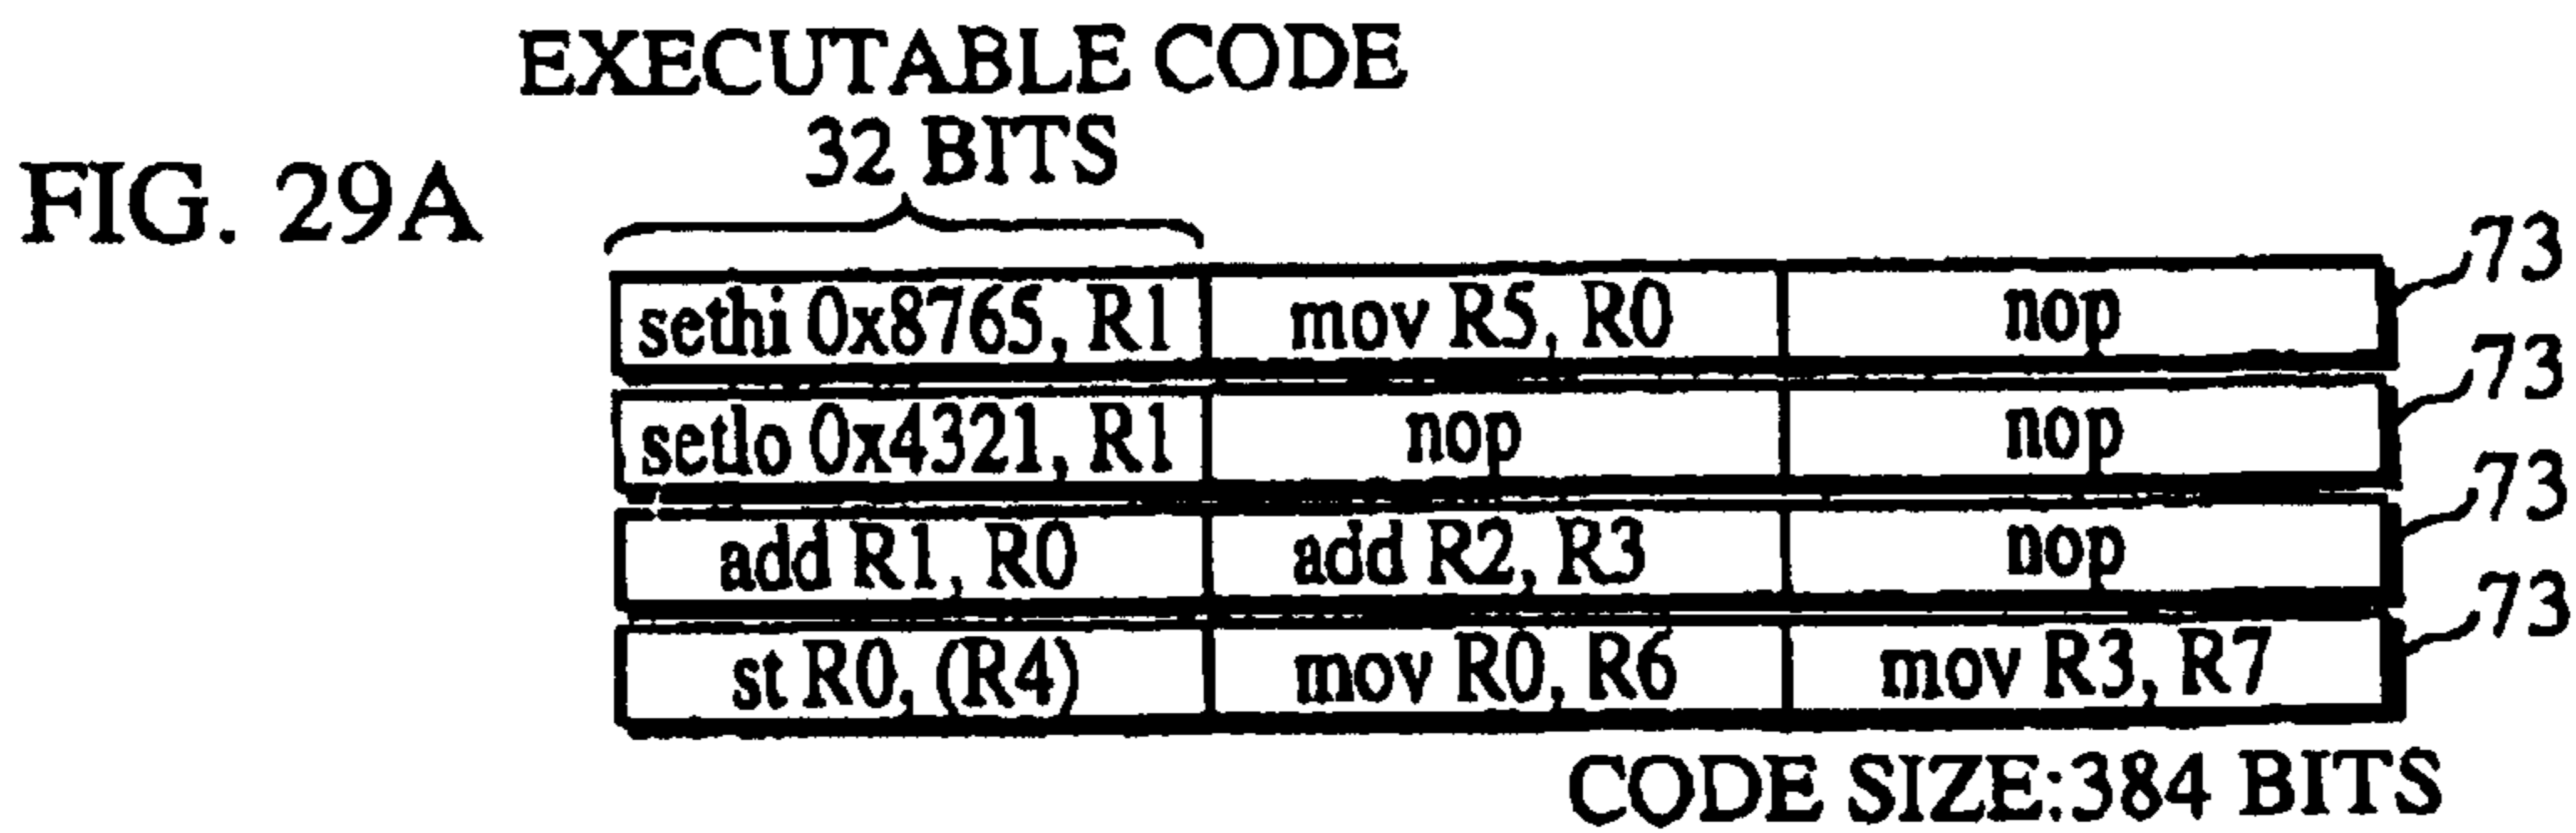 EXECUTABLE CODE
32 BITS
FIG. 29A
sethi 0x8765, R1 mov R5, R0 nop 73
setlo 0x4321, R1 nop nop 73
add R1, R0 add R2, R3 nop 73
st R0, (R4) mov R0, R6 mov R3, R7 73
CODE SIZE:384 BITS